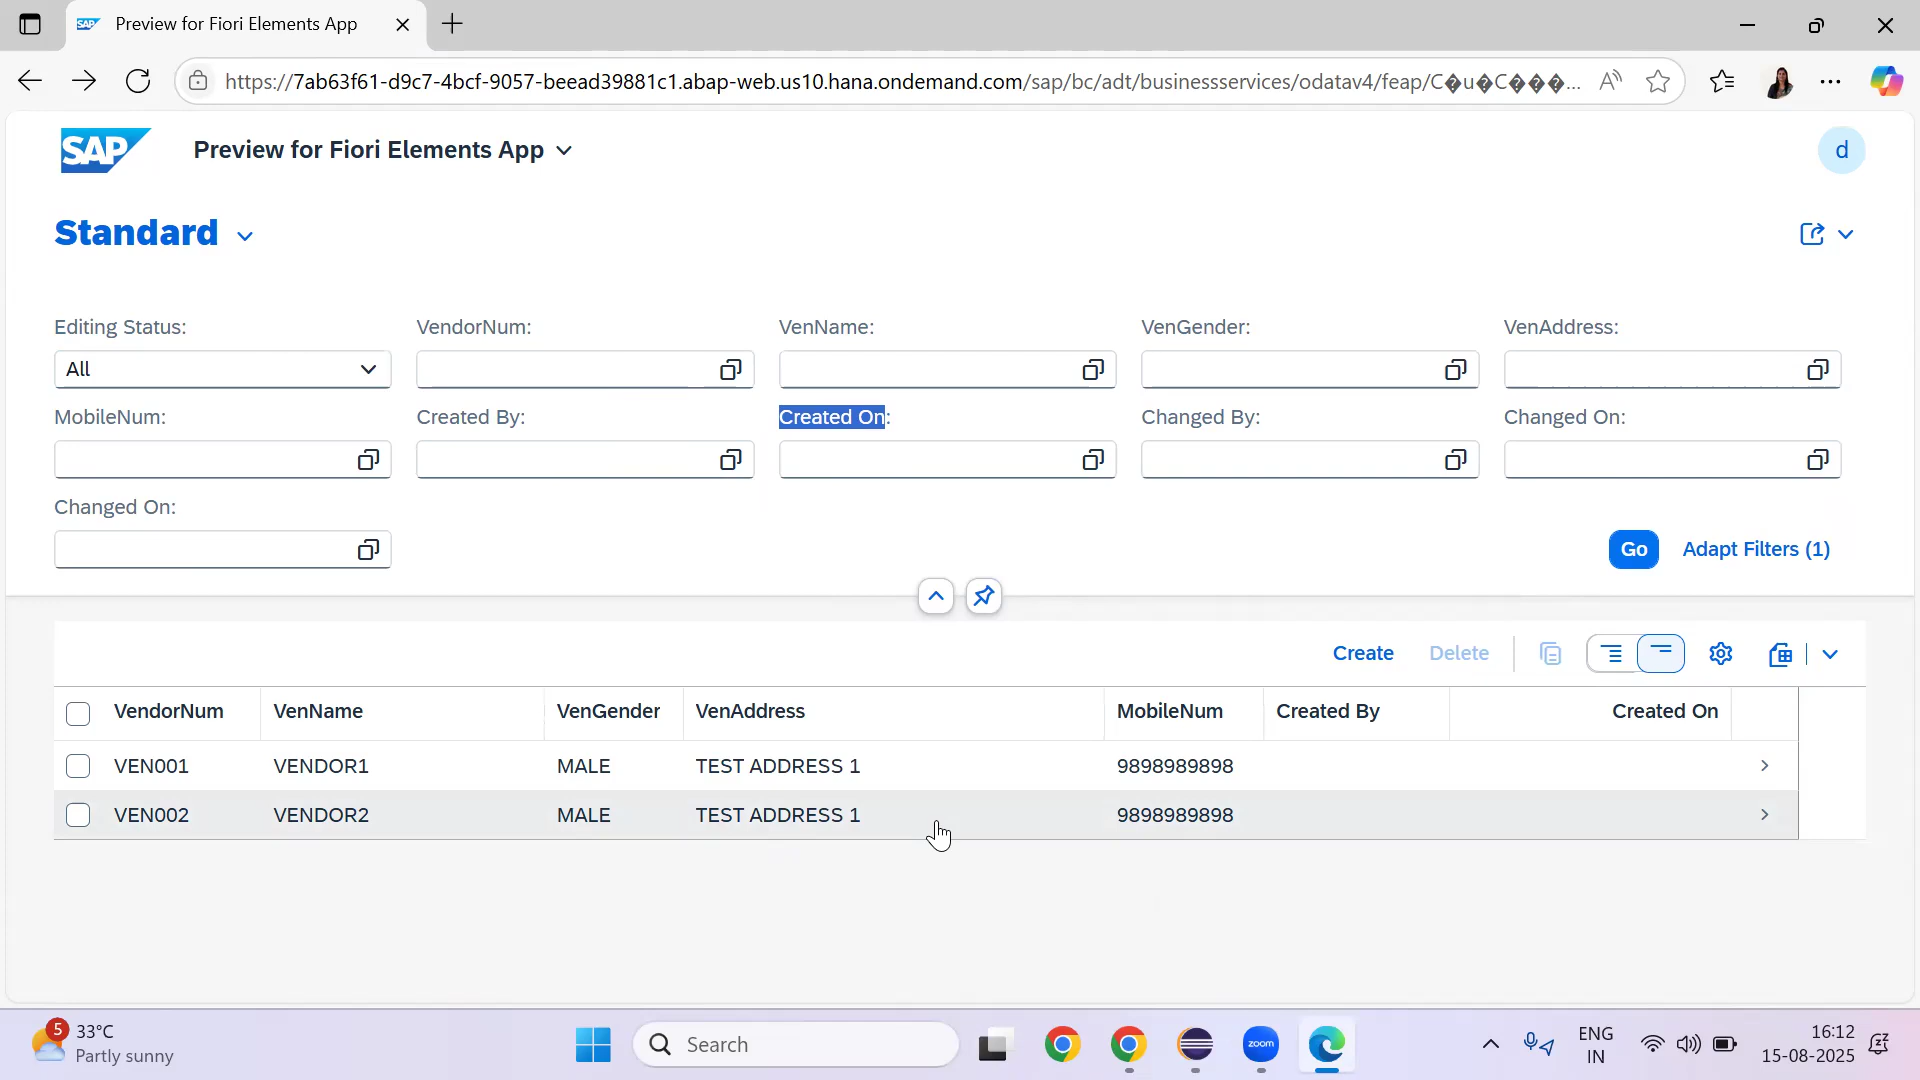 Preview for Fiori Elements App
https://7ab63f61-d9c7-4bcf-9057-beead39881c1.abap-web.us10.hana.ondemand.com/sap/bc/adt/businessservices/odatav4/feap/C�u�C���� ...
SAP Preview for Fiori Elements App
d
Standard
Editing Status: VendorNum: VenName: VenGender: VenAddress:
All
MobileNum: Created By: Created On: Changed By: Changed On:
Changed On:
Go Adapt Filters (1)
Create Delete
VendorNum VenName VenGender VenAddress MobileNum Created By Created On
VEN001 VENDOR1 MALE TEST ADDRESS 1 9898989898
VEN002 VENDOR2 MALE TEST ADDRESS 1 9898989898
5 33°C
Partly sunny
Search
zoom
ENG
IN
16:12
15-08-2025